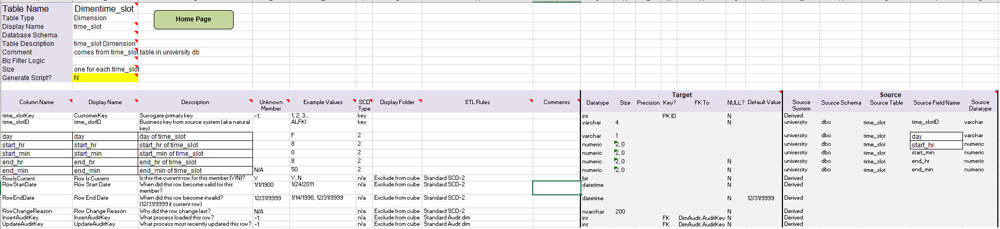 Table Name Dimentime_slot
Table Type Dimension
Display Name time_slot
Home Page
Database Schema
Table Description time_slot Dimension
Comment comes from time_slot table in university db
Biz Filter Logic
Size one for each time_slot
Generate Script? N
Target Source
Column Name Display Name Description Unknown Member Example Values SCD Type Display Folder ETL Rules Comments Datatype Size Precision Key? FK To NULL? Default Value Source System Source Schema Source Table Source Field Name Source Datatype
time_slotKey CustomerKey Surrogate primary key -1 1, 2, 3... key int PK ID N Derived
time_slotID time_slotID Business key from source system (aka natural key) ALFKI key varchar 4 N university dbo time_slot time_slotID varchar
day day day of time_slot F 2 varchar 1 university dbo time_slot day varchar
start_hr start_hr start_hr of time_slot 8 2 numeric 2, 0 university dbo time_slot start_hr numeric
start_min start_min start_min of time_slot 0 2 numeric 2, 0 university dbo time_slot start_min numeric
end_hr end_hr end_hr of time_slot 8 2 numeric 2, 0 N university dbo time_slot end_hr numeric
end_min end_min end_min of time_slot N/A 50 2 numeric 2, 0 N university dbo time_slot end_min numeric
RowIsCurrent Row Is Current Is this the current row for this member (Y/N)? Y Y, N n/a Exclude from cube Standard SCD-2 bit N Derived
RowStartDate Row Start Date When did this row become valid for this member? 1/1/1900 1/24/2011 n/a Exclude from cube Standard SCD-2 datetime N Derived
RowEndDate Row End Date When did this row become invalid? (12/31/9999 if current row) 12/31/9999 1/14/1998, 12/31/9999 n/a Exclude from cube Standard SCD-2 datetime N 12/31/9999 Derived
RowChangeReason Row Change Reason Why did the row change last? N/A n/a Exclude from cube Standard SCD-2 nvarchar 200 N Derived
InsertAuditKey InsertAuditKey What process loaded this row? -1 n/a Exclude from cube Standard Audit dim int FK DimAudit.AuditKey N Derived
UpdateAuditKey UpdateAuditKey What process most recently updated this row? -1 n/a Exclude from cube Standard Audit dim int FK DimAudit.AuditKey N Derived